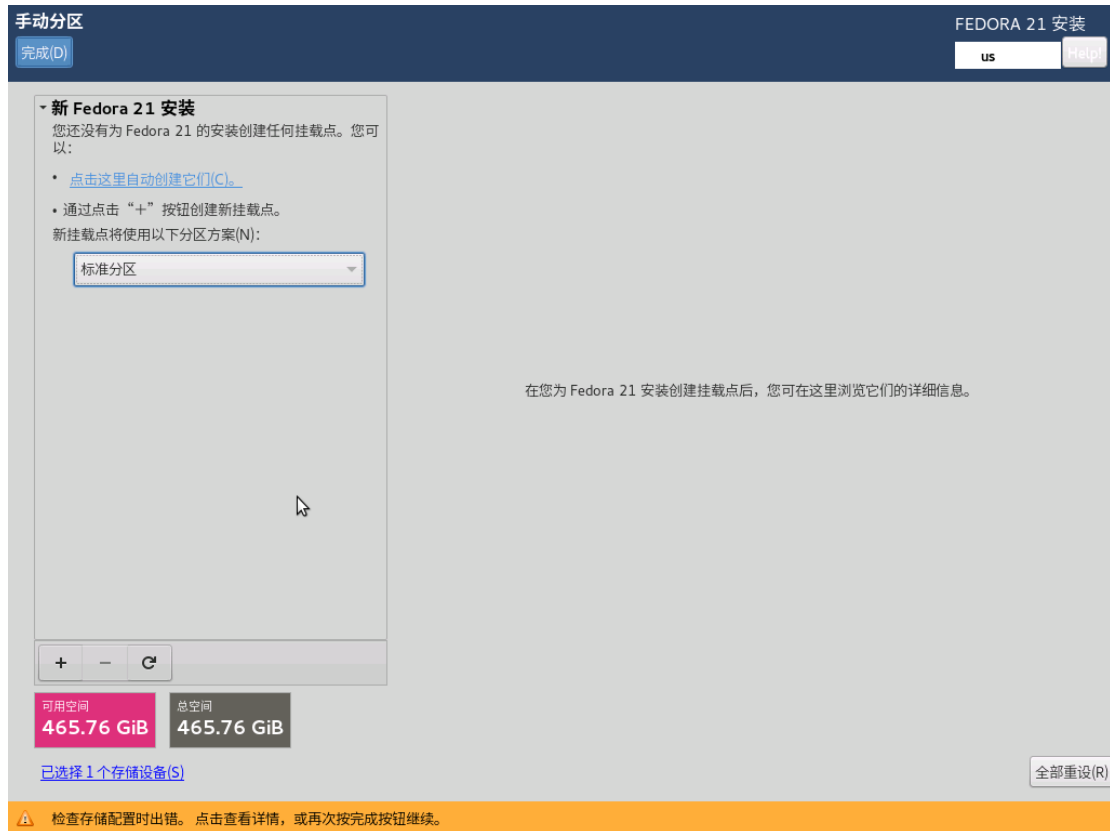 手动分区
FEDORA 21 安装
完成(D)
us
Help!
新 Fedora 21 安装
您还没有为 Fedora 21 的安装创建任何挂载点。您可
以:
• 点击这里自动创建它们(C)。
• 通过点击“+”按钮创建新挂载点。
新挂载点将使用以下分区方案(N):
标准分区
在您为 Fedora 21 安装创建挂载点后，您可在这里浏览它们的详细信息。
+ − 
可用空间
465.76 GiB
总空间
465.76 GiB
已选择 1 个存储设备(S)
全部重设(R)
检查存储配置时出错。 点击查看详情，或再次按完成按钮继续。